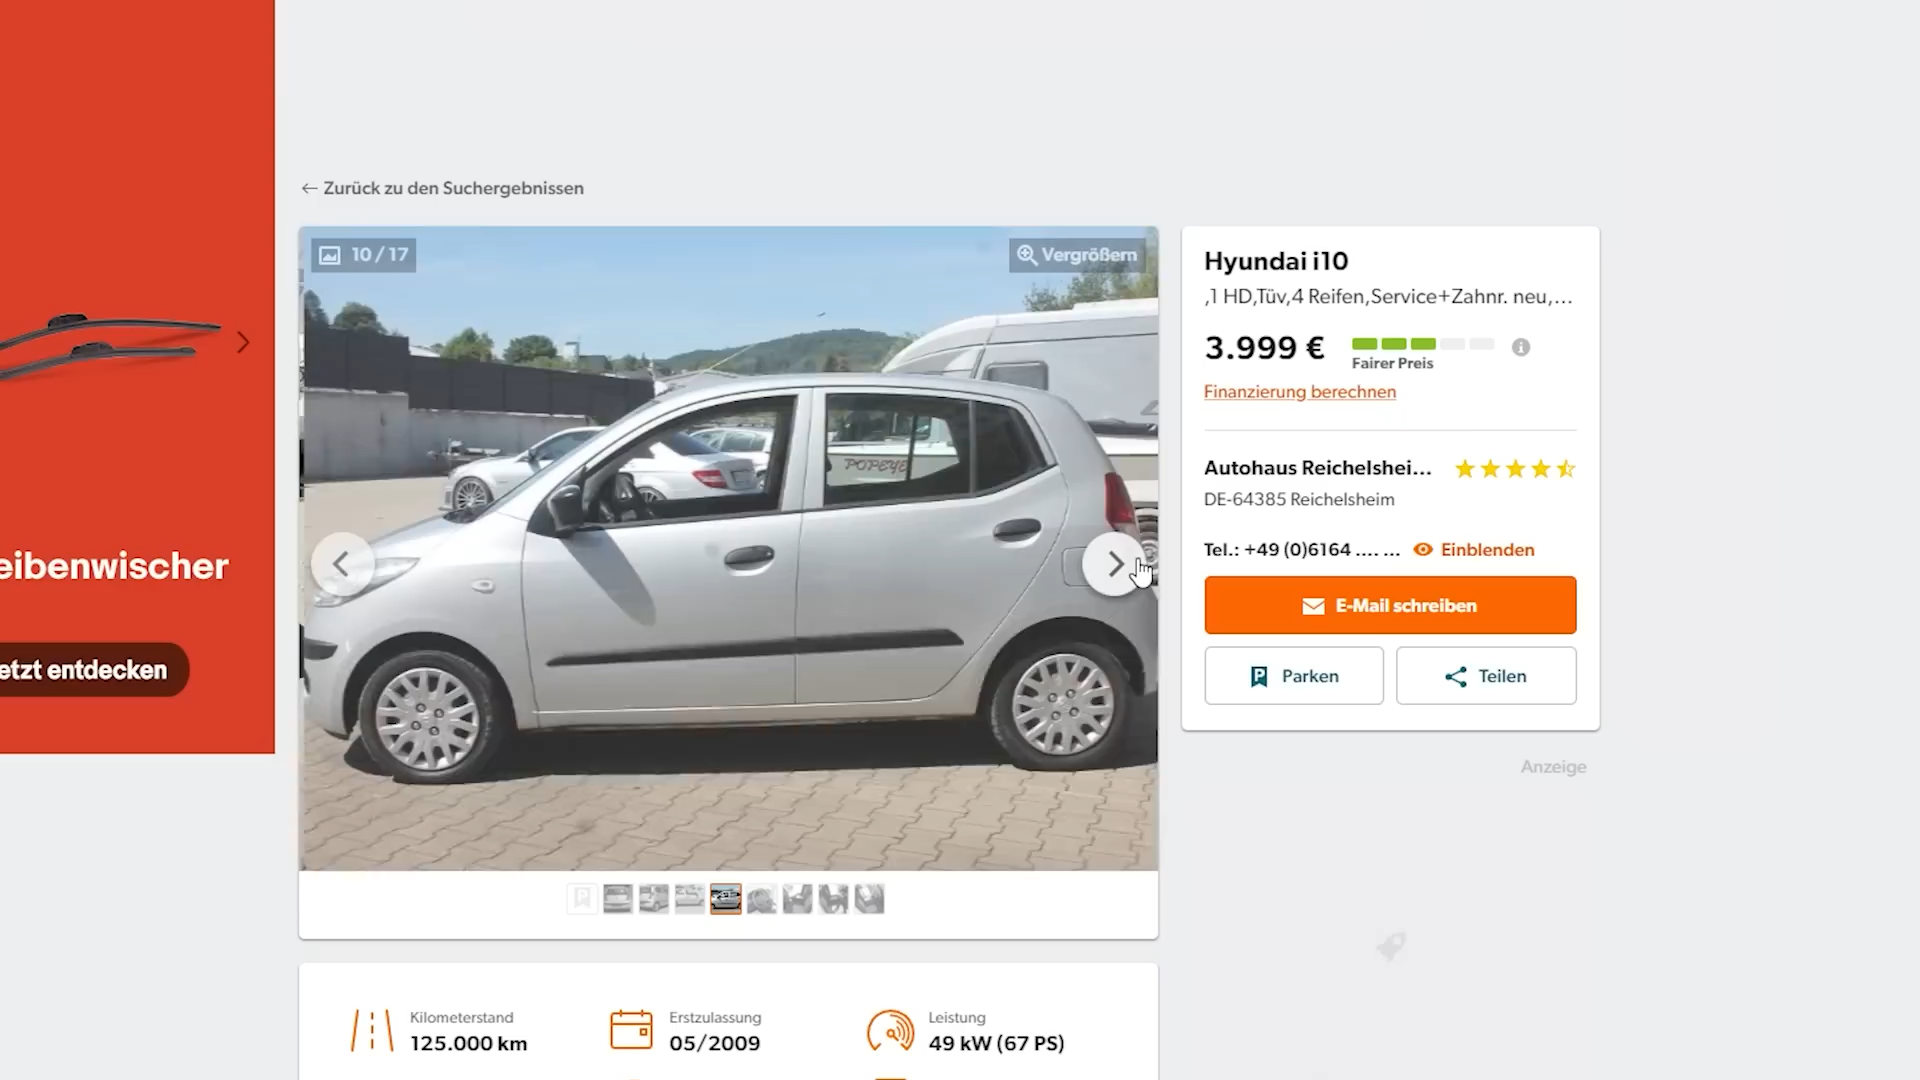 eibenwischer
etzt entdecken
← Zurück zu den Suchergebnissen
10 / 17
Vergrößern
POPEYE
Hyundai i10
,1 HD,Tüv,4 Reifen,Service+Zahnr. neu,...
3.999 €
Fairer Preis
Finanzierung berechnen
Autohaus Reichelshei...
DE-64385 Reichelsheim
Tel.: +49 (0)6164 .... ...
Einblenden
E-Mail schreiben
Parken
Teilen
Anzeige
Kilometerstand
125.000 km
Erstzulassung
05/2009
Leistung
49 kW (67 PS)